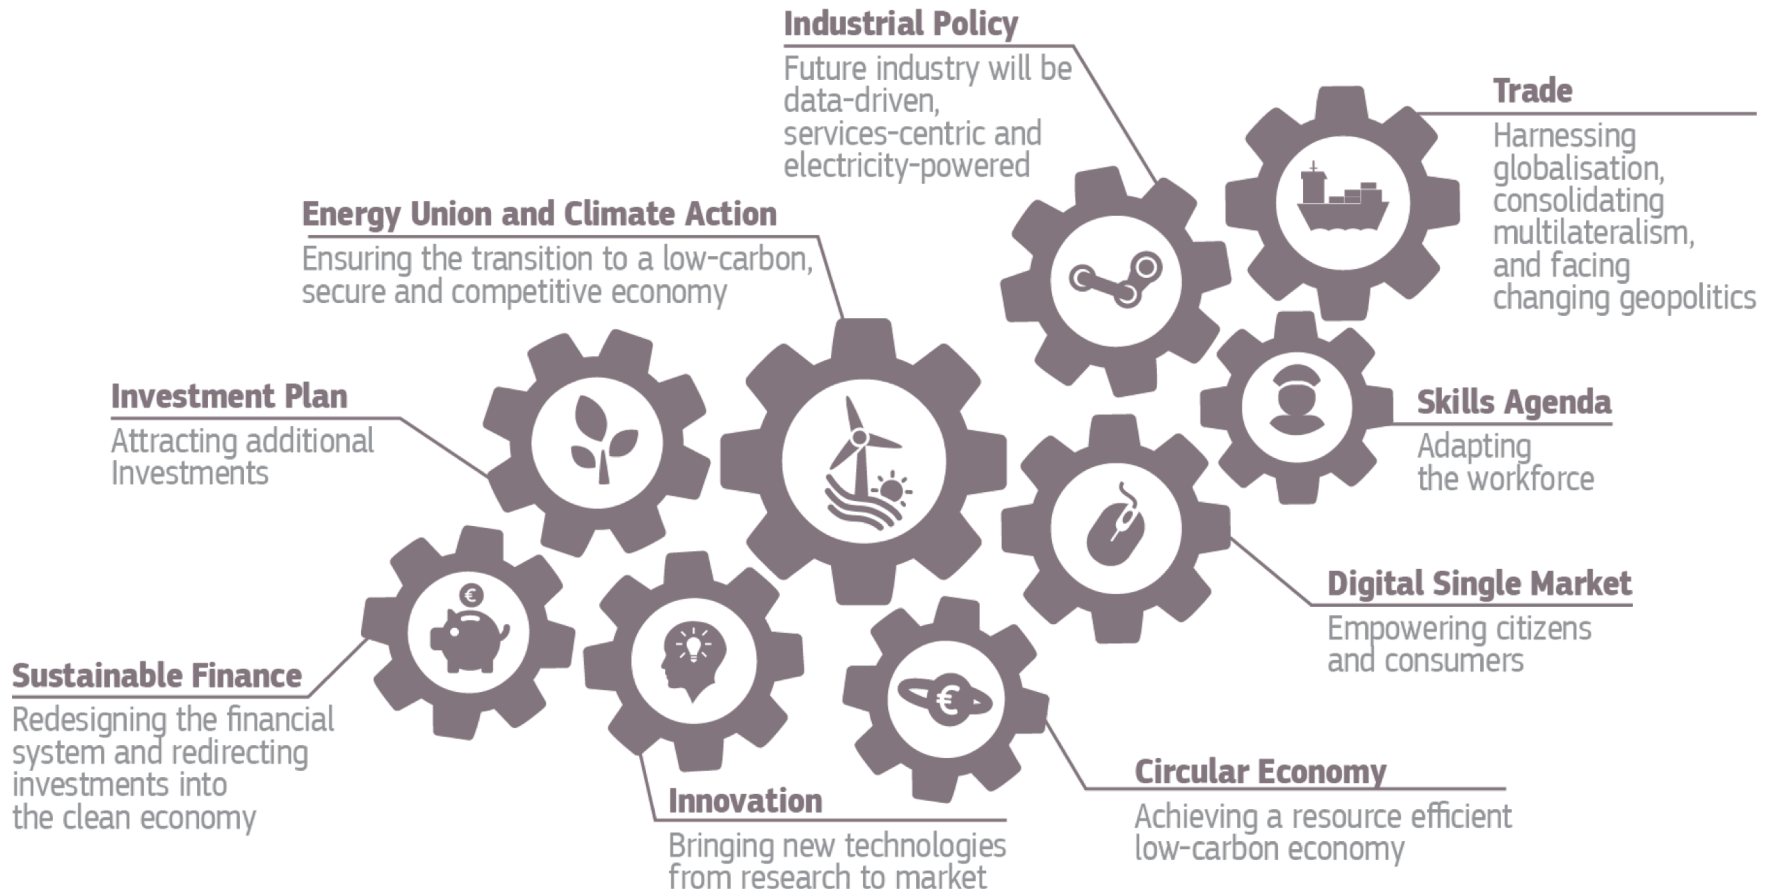 Industrial Policy
Future industry will be
data-driven,
services-centric and
electricity-powered
Trade
Harnessing
globalisation,
consolidating
multilateralism,
and facing
changing geopolitics
Energy Union and Climate Action
Ensuring the transition to a low-carbon,
secure and competitive economy
Investment Plan
Attracting additional
Investments
Skills Agenda
Adapting
the workforce
Digital Single Market
Empowering citizens
and consumers
Sustainable Finance
Redesigning the financial
system and redirecting
investments into
the clean economy
€
Innovation
Bringing new technologies
from research to market
€
Circular Economy
Achieving a resource efficient
low-carbon economy